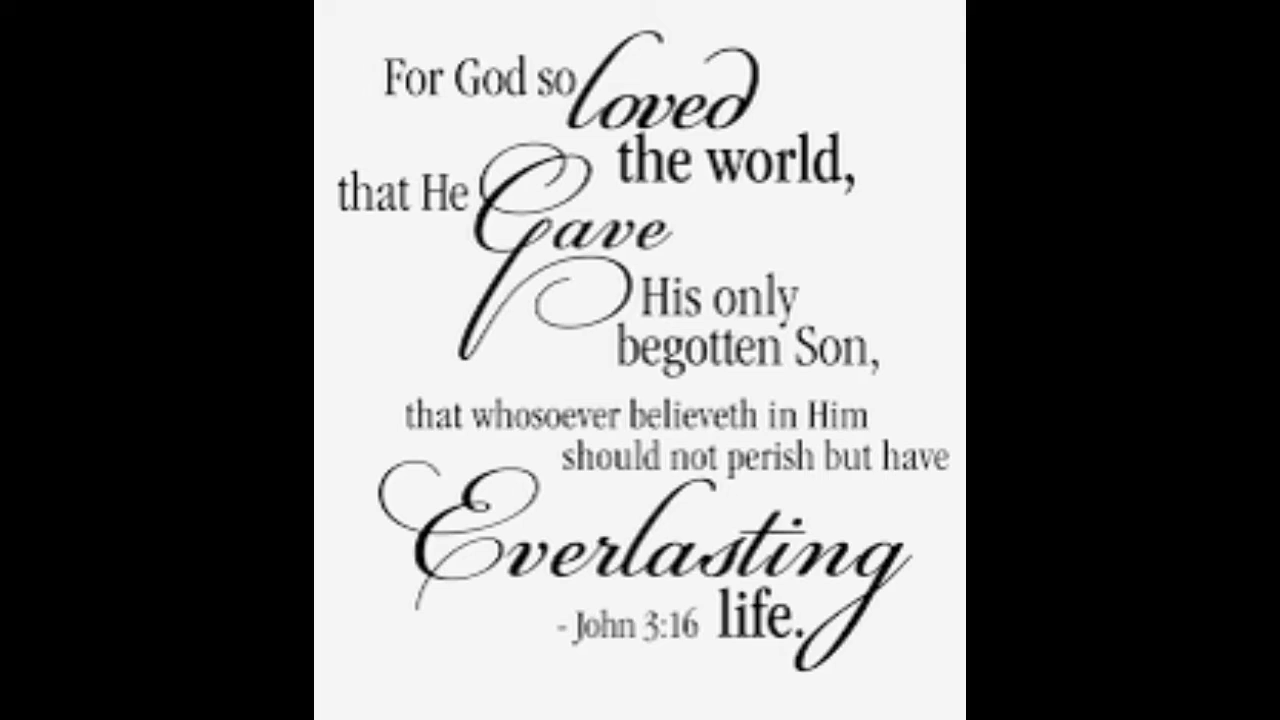 For God so loved
the world,
that He Gave
His only
begotten Son,
that whosoever believeth in Him
should not perish but have
Everlasting
life.
- John 3:16